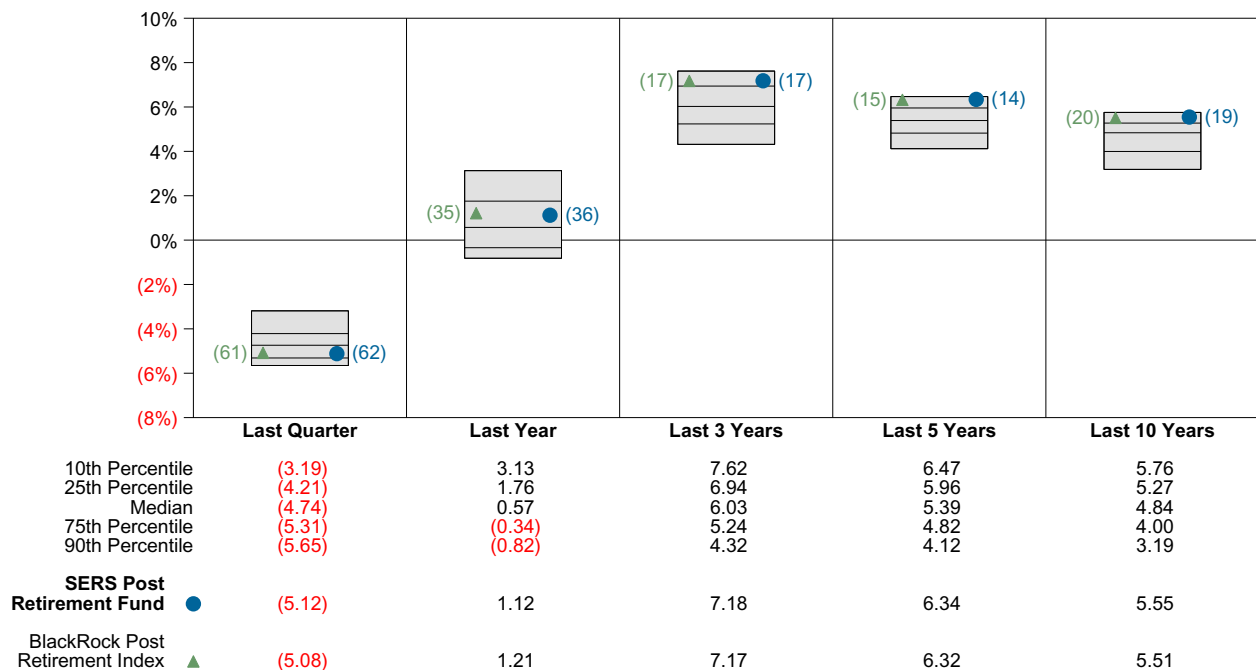 10%
8%
6%
4%
2%
0%
(2%)
(4%)
(6%)
(8%)
(61) (62)
(35) (36)
(17) (17)
(15) (14)
(20) (19)
Last Quarter Last Year Last 3 Years Last 5 Years Last 10 Years
10th Percentile (3.19) 3.13 7.62 6.47 5.76
25th Percentile (4.21) 1.76 6.94 5.96 5.27
Median (4.74) 0.57 6.03 5.39 4.84
75th Percentile (5.31) (0.34) 5.24 4.82 4.00
90th Percentile (5.65) (0.82) 4.32 4.12 3.19
SERS Post
Retirement Fund (5.12) 1.12 7.18 6.34 5.55
BlackRock Post
Retirement Index (5.08) 1.21 7.17 6.32 5.51